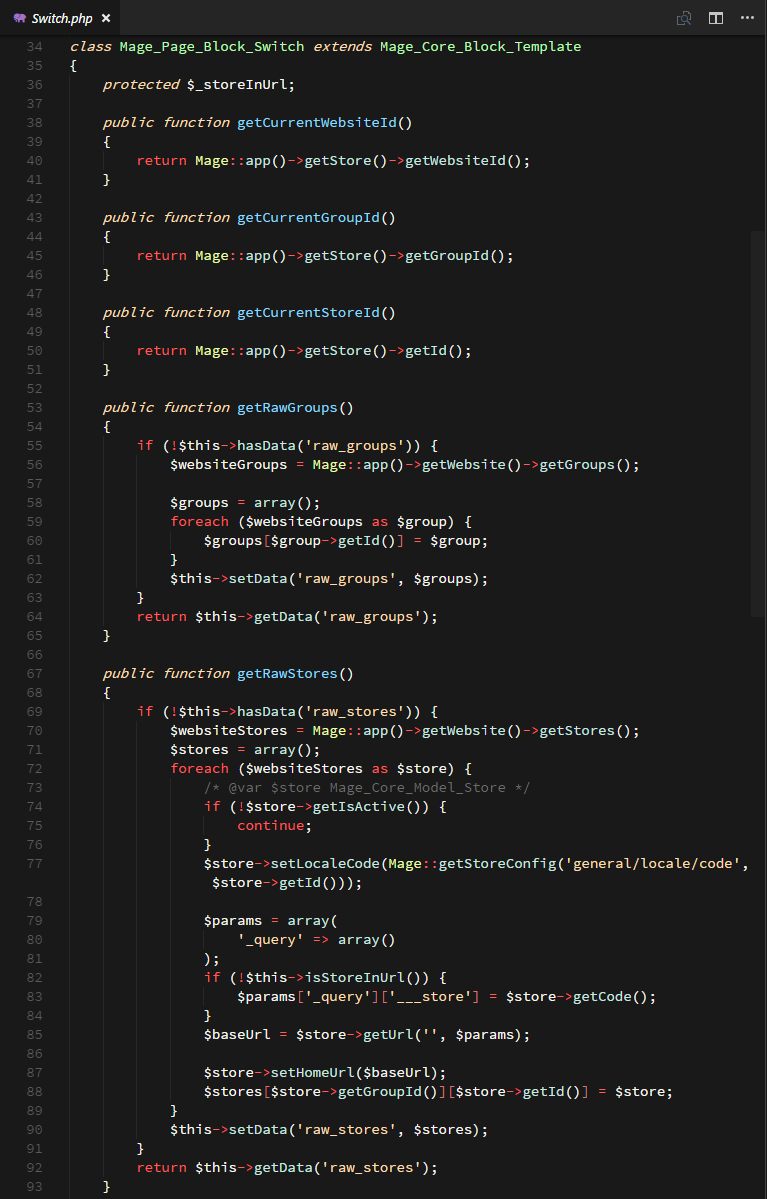 Switch.php ×
34 class Mage_Page_Block_Switch extends Mage_Core_Block_Template
35 {
36     protected $_storeInUrl;
37
38     public function getCurrentWebsiteId()
39     {
40         return Mage::app()->getStore()->getWebsiteId();
41     }
42
43     public function getCurrentGroupId()
44     {
45         return Mage::app()->getStore()->getGroupId();
46     }
47
48     public function getCurrentStoreId()
49     {
50         return Mage::app()->getStore()->getId();
51     }
52
53     public function getRawGroups()
54     {
55         if (!$this->hasData('raw_groups')) {
56             $websiteGroups = Mage::app()->getWebsite()->getGroups();
57
58             $groups = array();
59             foreach ($websiteGroups as $group) {
60                 $groups[$group->getId()] = $group;
61             }
62             $this->setData('raw_groups', $groups);
63         }
64         return $this->getData('raw_groups');
65     }
66
67     public function getRawStores()
68     {
69         if (!$this->hasData('raw_stores')) {
70             $websiteStores = Mage::app()->getWebsite()->getStores();
71             $stores = array();
72             foreach ($websiteStores as $store) {
73                 /* @var $store Mage_Core_Model_Store */
74                 if (!$store->getIsActive()) {
75                     continue;
76                 }
77                 $store->setLocaleCode(Mage::getStoreConfig('general/locale/code',
                 $store->getId()));
78
79                 $params = array(
80                     '_query' => array()
81                 );
82                 if (!$this->isStoreInUrl()) {
83                     $params['_query']['___store'] = $store->getCode();
84                 }
85                 $baseUrl = $store->getUrl('', $params);
86
87                 $store->setHomeUrl($baseUrl);
88                 $stores[$store->getGroupId()][$store->getId()] = $store;
89             }
90             $this->setData('raw_stores', $stores);
91         }
92         return $this->getData('raw_stores');
93     }